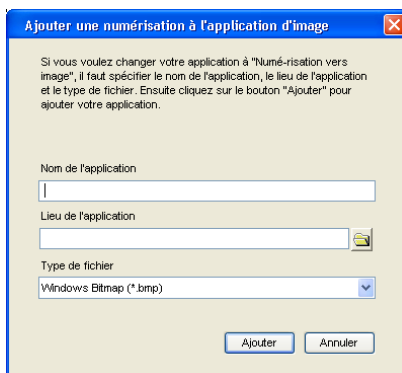 Ajouter une numérisation à l'application d'image
Si vous voulez changer votre application à "Numé-risation vers
image", il faut spécifier le nom de l'application, le lieu de l'application
et le type de fichier. Ensuite cliquez sur le bouton "Ajouter" pour
ajouter votre application.
Nom de l'application
Lieu de l'application
Type de fichier
Windows Bitmap (*.bmp)
Ajouter
Annuler